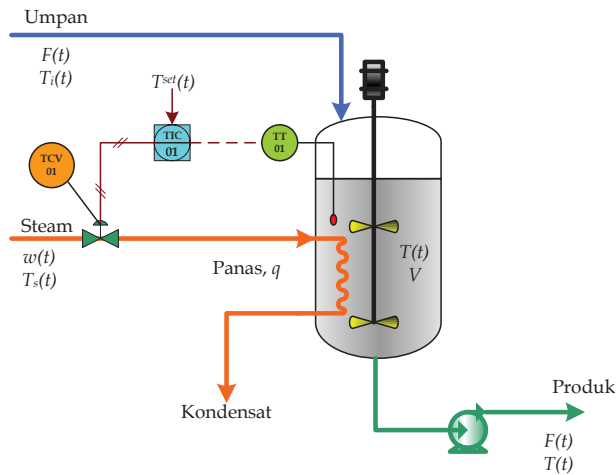 Umpan
F(t)
Tᵢ(t)
Tˢᵉᵗ(t)
TCV
01
TIC
01
TT
01
Steam
w(t)
Tₛ(t)
Panas, q
T(t)
V
Kondensat
Produk
F(t)
T(t)